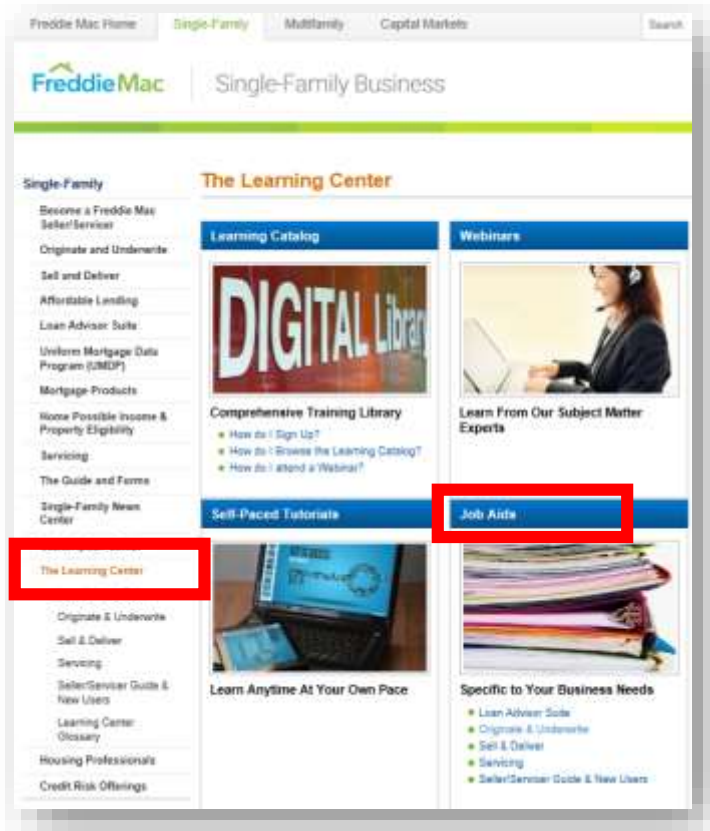 Freddie Mac Home Single-Family Multifamily Capital Markets Search
FreddieMac Single-Family Business
Single-Family
Become a Freddie Mac
Seller/Servicer
Originate and Underwrite
Sell and Deliver
Affordable Lending
Loan Advisor Suite
Uniform Mortgage Data
Program (UMDP)
Mortgage Products
Home Possible Income &
Property Eligibility
Servicing
The Guide and Forms
Single-Family News
Center
The Learning Center
Originate & Underwrite
Sell & Deliver
Servicing
Seller/Servicer Guide &
New Users
Learning Center
Glossary
Housing Professionals
Credit Risk Offerings
The Learning Center
Learning Catalog
DIGITAL Library
Comprehensive Training Library
How do I Sign Up?
How do I Browse the Learning Catalog?
How do I attend a Webinar?
Webinars
Learn From Our Subject Matter
Experts
Self-Paced Tutorials
Learn Anytime At Your Own Pace
Job Aids
Specific to Your Business Needs
Loan Advisor Suite
Originate & Underwrite
Sell & Deliver
Servicing
Seller/Servicer Guide & New Users